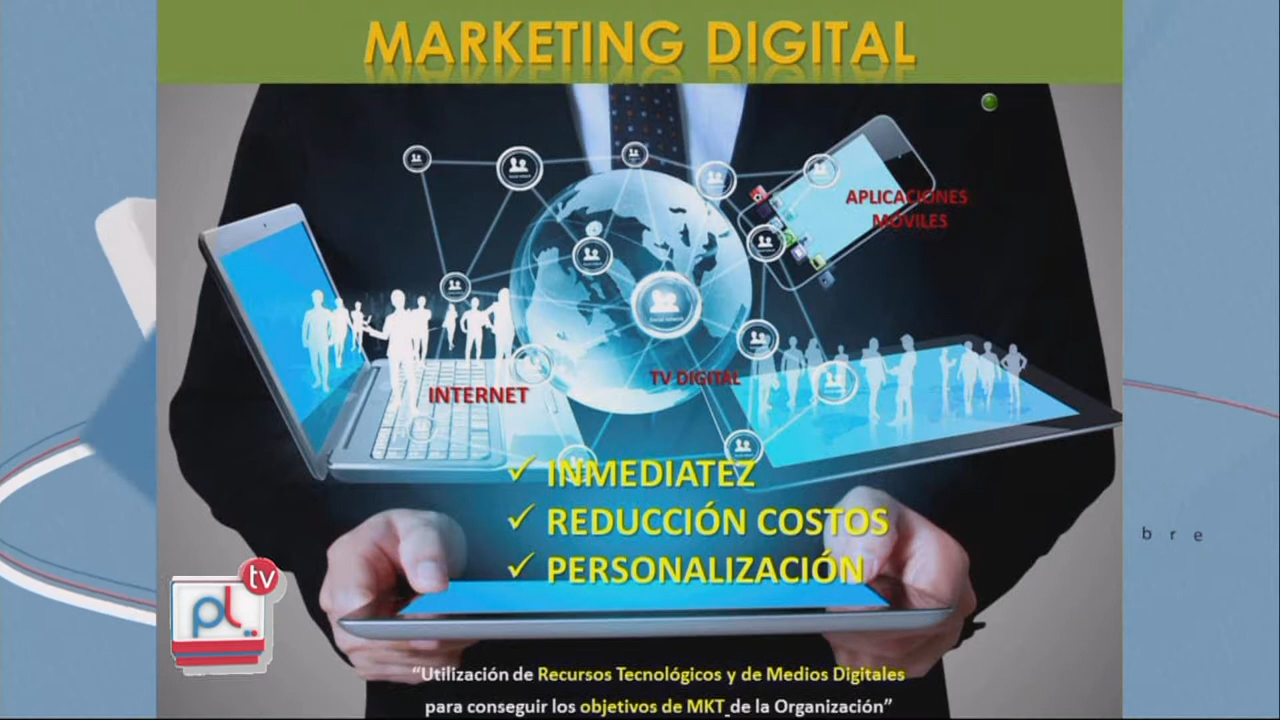 MARKETING DIGITAL
APLICACIONES
MÓVILES
TV DIGITAL
INTERNET
✓ INMEDIATEZ
✓ REDUCCIÓN COSTOS
✓ PERSONALIZACIÓN
bre
tv
pl..
“Utilización de Recursos Tecnológicos y de Medios Digitales
para conseguir los objetivos de MKT de la Organización”